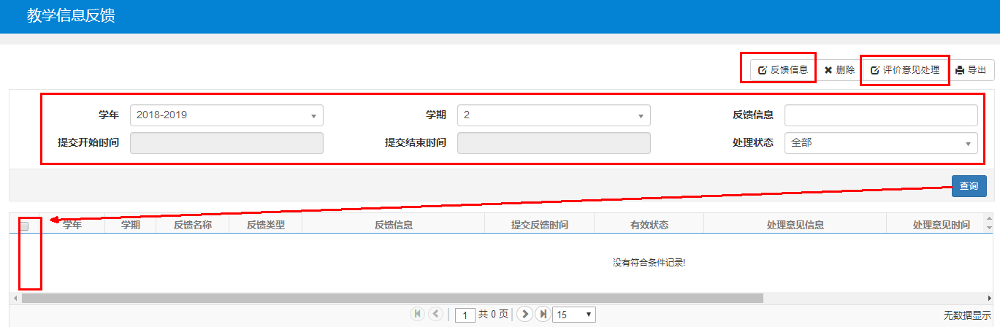 教学信息反馈
反馈信息 删除 评价意见处理 导出
学年 2018-2019 学期 2 反馈信息
提交开始时间 提交结束时间 处理状态 全部
查询
学年 学期 反馈名称 反馈类型 反馈信息 提交反馈时间 有效状态 处理意见信息 处理意见时间
没有符合条件记录!
1 共 0 页 15 无数据显示